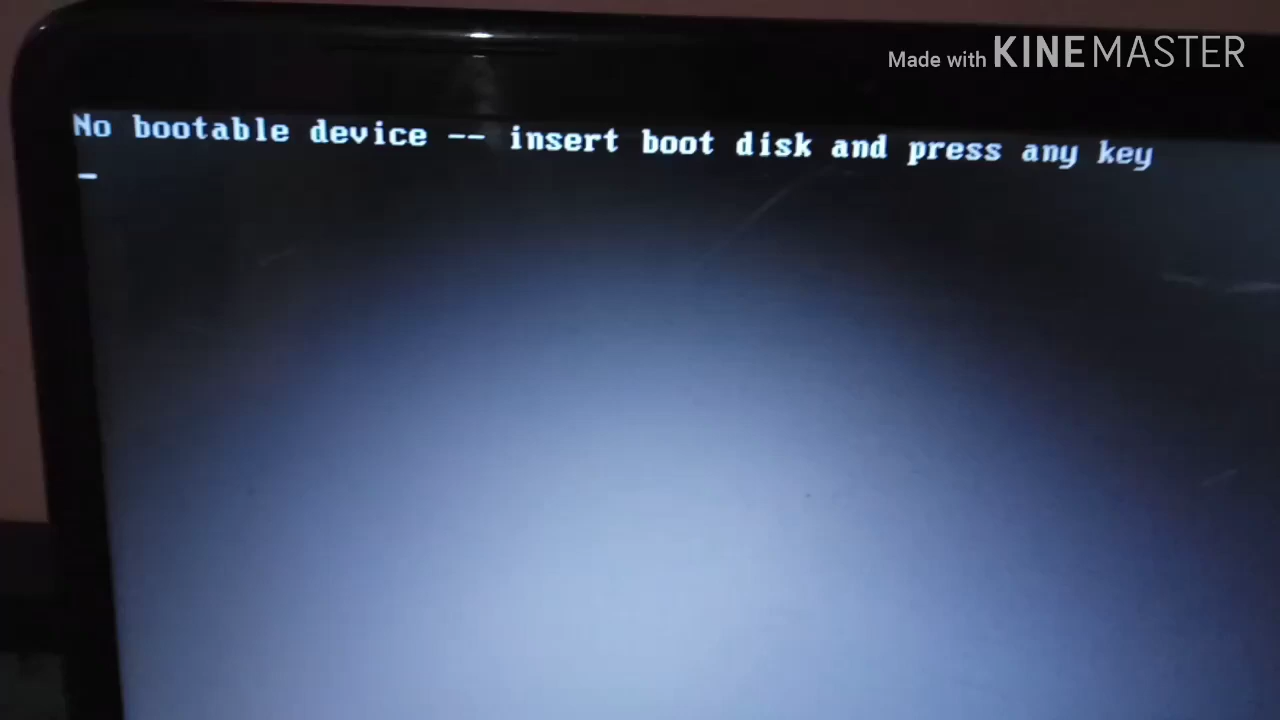 Made with KINEMASTER
No bootable device -- insert boot disk and press any key
_